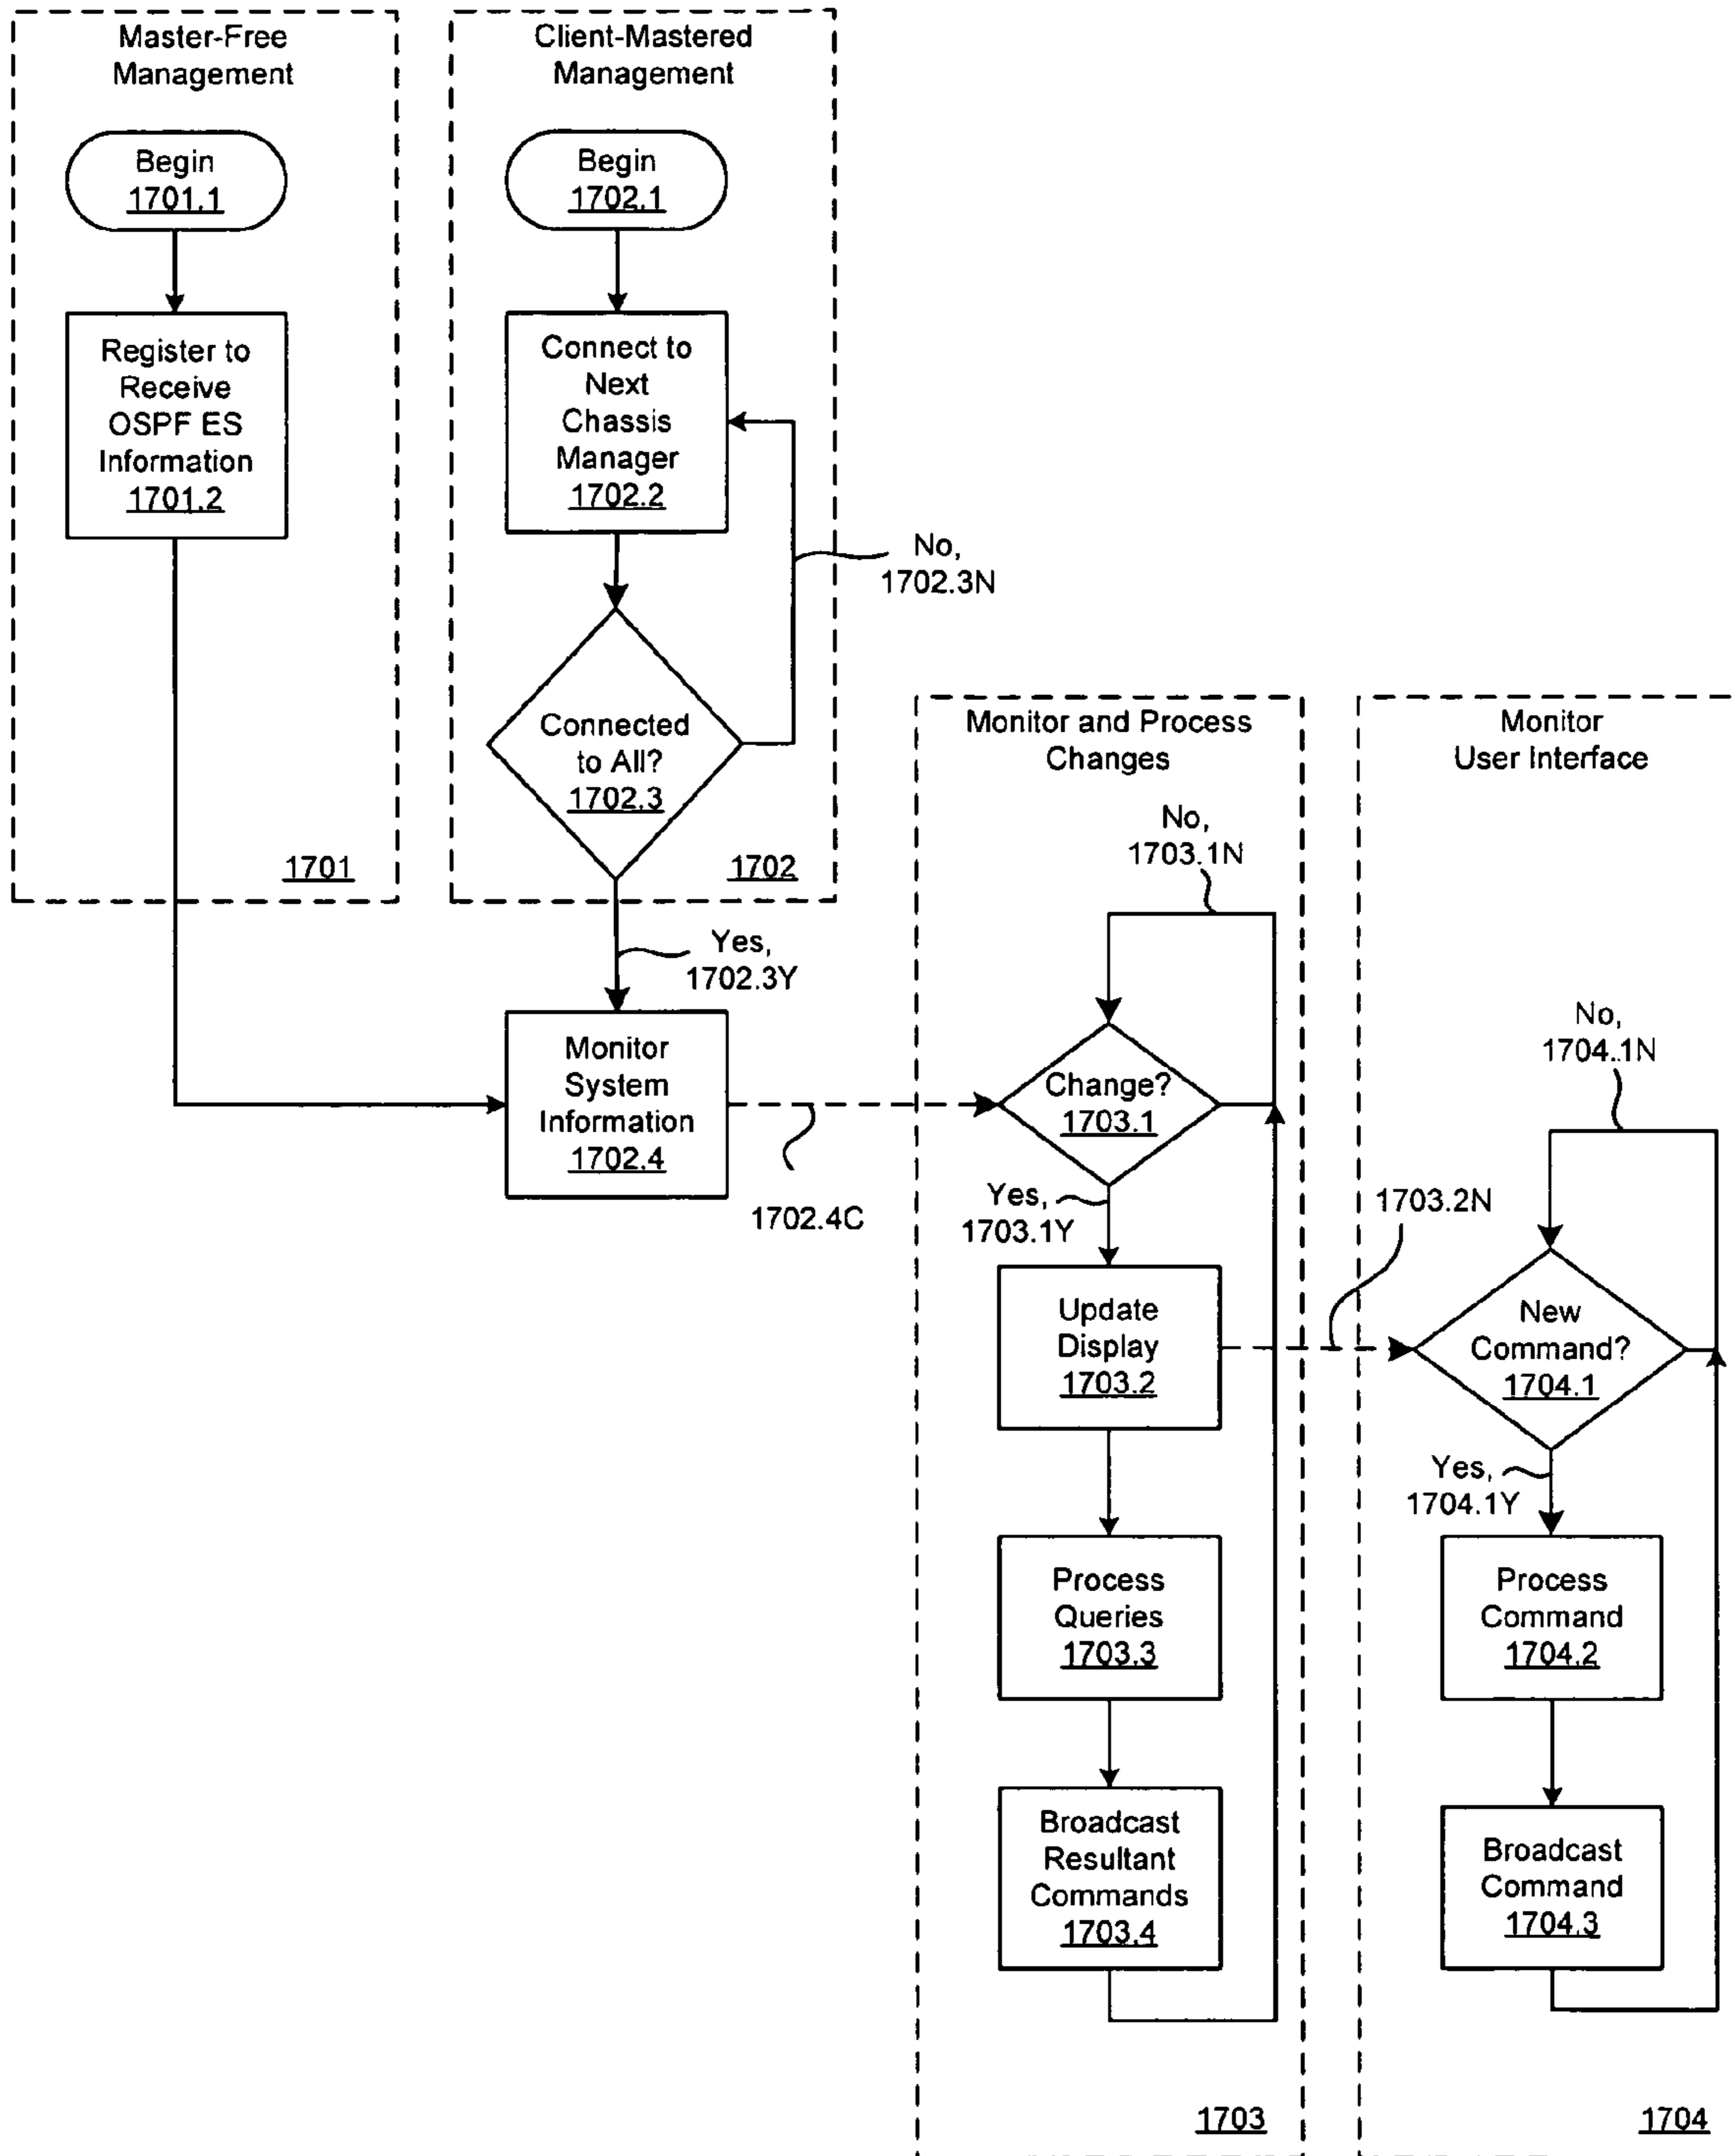 Master-Free
Management
Begin
1701.1
Register to
Receive
OSPF ES
Information
1701.2
1701
Client-Mastered
Management
Begin
1702.1
Connect to
Next
Chassis
Manager
1702.2
No,
1702.3N
Connected
to All?
1702.3
1702
Yes,
1702.3Y
Monitor
System
Information
1702.4
1702.4C
Monitor and Process
Changes
No,
1703.1N
Change?
1703.1
Yes,
1703.1Y
Update
Display
1703.2
1703.2N
Process
Queries
1703.3
Broadcast
Resultant
Commands
1703.4
1703
Monitor
User Interface
No,
1704.1N
New
Command?
1704.1
Yes,
1704.1Y
Process
Command
1704.2
Broadcast
Command
1704.3
1704